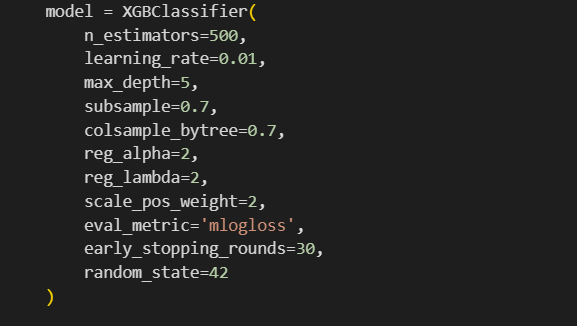 model = XGBClassifier(
    n_estimators=500,
    learning_rate=0.01,
    max_depth=5,
    subsample=0.7,
    colsample_bytree=0.7,
    reg_alpha=2,
    reg_lambda=2,
    scale_pos_weight=2,
    eval_metric='mlogloss',
    early_stopping_rounds=30,
    random_state=42
)